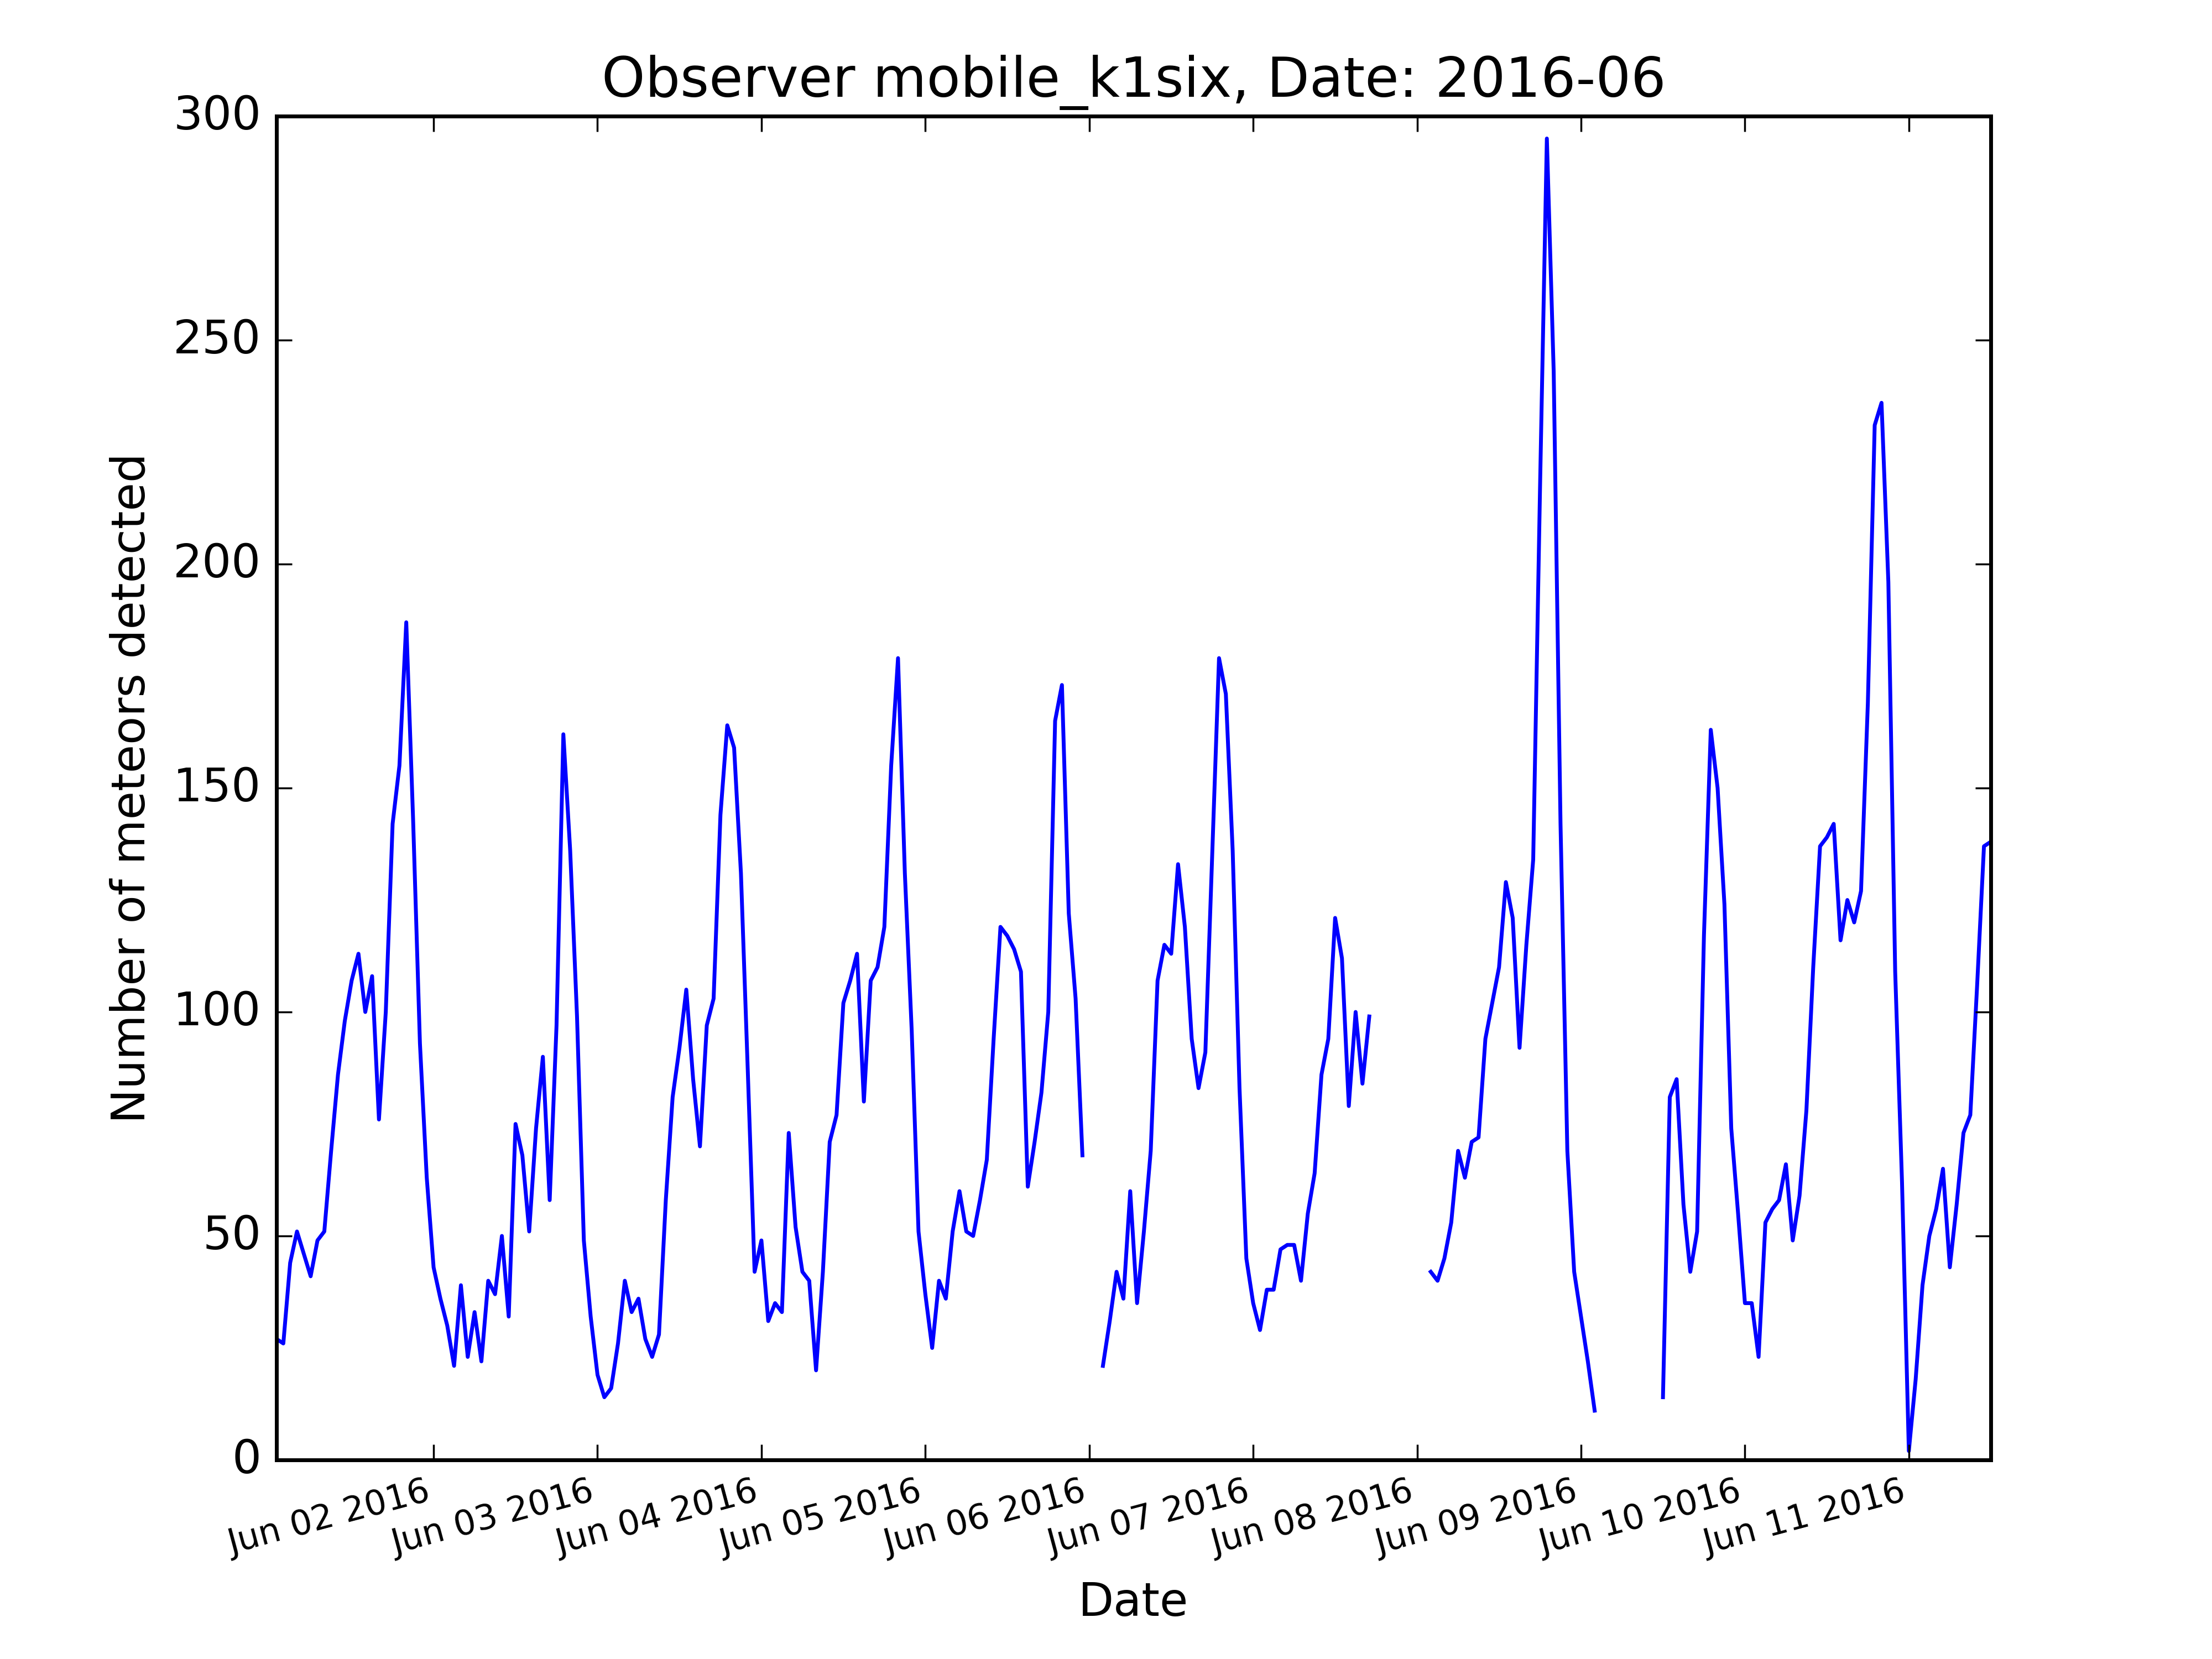 Observer mobile_k1six, Date: 2016-06
300
250
200
150
100
50
0
Number of meteors detected
Jun 02 2016
Jun 03 2016
Jun 04 2016
Jun 05 2016
Jun 06 2016
Jun 07 2016
Jun 08 2016
Jun 09 2016
Jun 10 2016
Jun 11 2016
Date